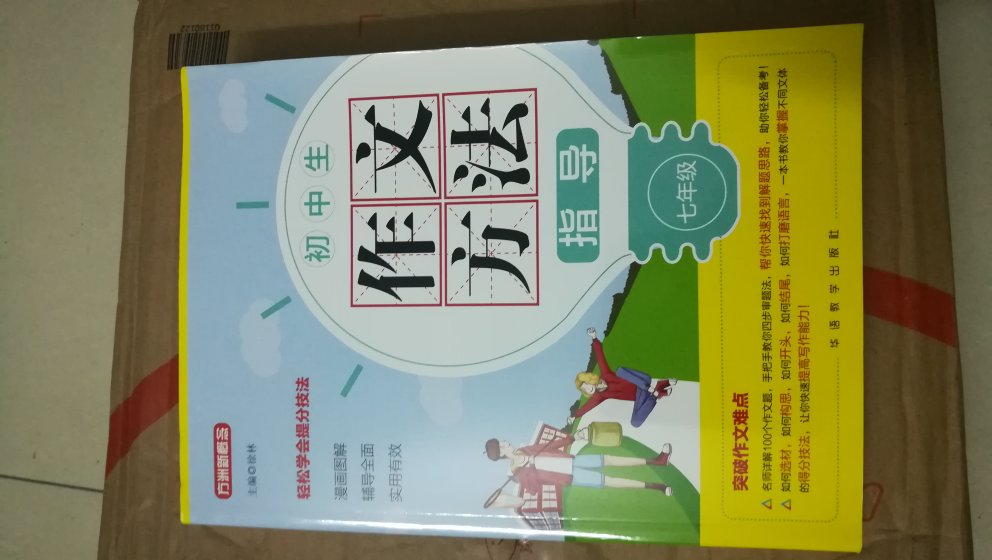 方洲新概念
主编◎徐林
轻松学会提分技法
漫画图解
辅导全面
实用有效
初中生
作文
方法
指导
七年级
突破作文难点
△ 名师详解100个作文题，手把手教你四步审题法，帮你快速找到解题思路，助你轻松备考！
△ 如何选材，如何构思，如何开头，如何结尾，如何打磨语言，一本书教你掌握不同文体
的得分技法，让你快速提高写作能力！
华语教学出版社
01180122